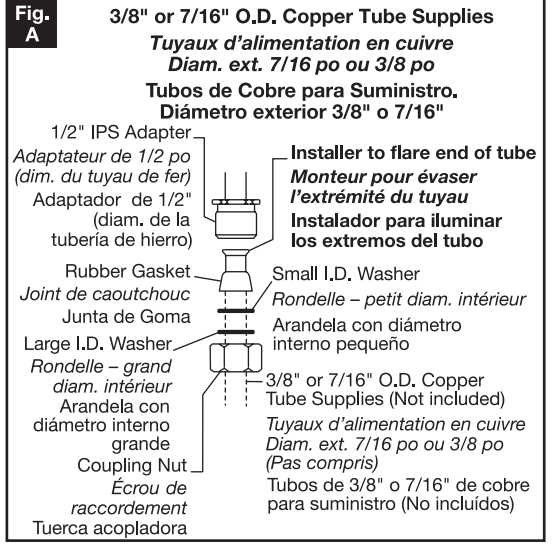 Fig. A
3/8" or 7/16" O.D. Copper Tube Supplies
Tuyaux d'alimentation en cuivre
Diam. ext. 7/16 po ou 3/8 po
Tubos de Cobre para Suministro.
Diámetro exterior 3/8" o 7/16"
1/2" IPS Adapter
Adaptateur de 1/2 po
(dim. du tuyau de fer)
Adaptador de 1/2"
(diam. de la
tubería de hierro)
Installer to flare end of tube
Monteur pour évaser
l'extrémité du tuyau
Instalador para iluminar
los extremos del tubo
Rubber Gasket
Joint de caoutchouc
Junta de Goma
Small I.D. Washer
Rondelle – petit diam. intérieur
Arandela con diámetro
interno pequeño
Large I.D. Washer
Rondelle – grand
diam. intérieur
Arandela con
diámetro interno
grande
3/8" or 7/16" O.D. Copper
Tube Supplies (Not included)
Tuyaux d'alimentation en cuivre
Diam. ext. 7/16 po ou 3/8 po
(Pas compris)
Tubos de 3/8" o 7/16" de cobre
para suministro (No incluídos)
Coupling Nut
Écrou de
raccordement
Tuerca acopladora